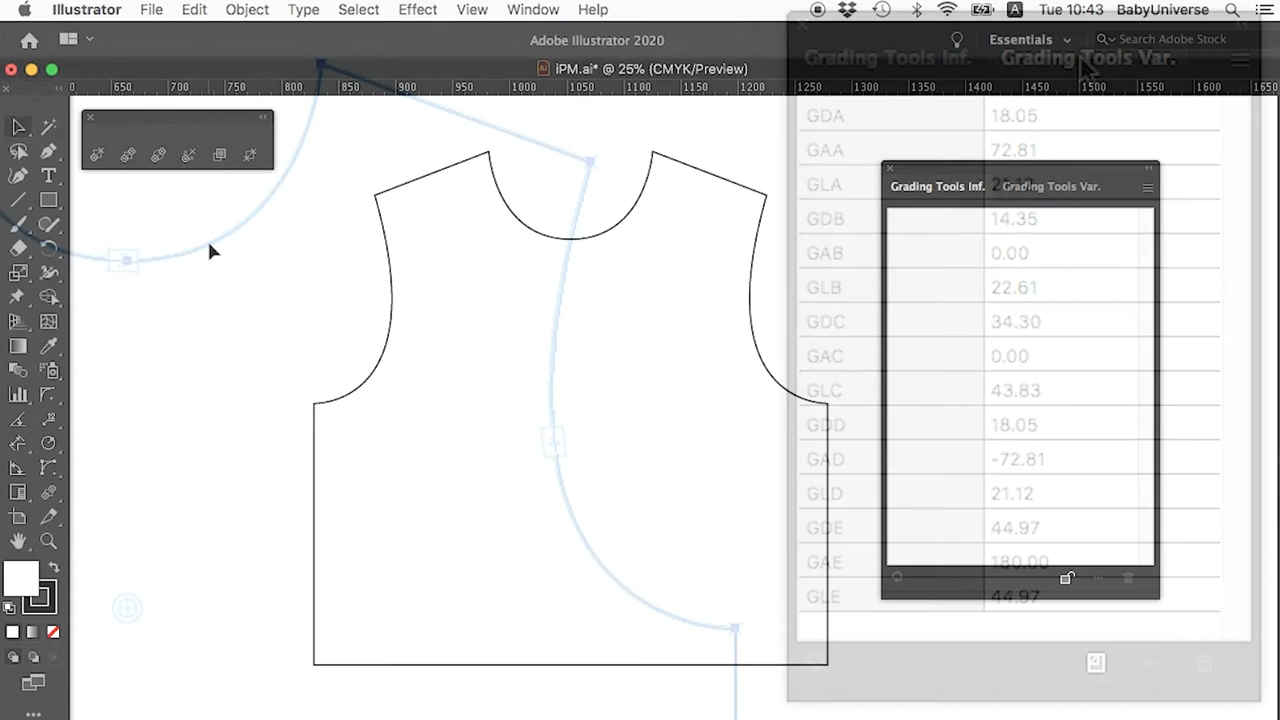 Illustrator File Edit Object Type Select Effect View Window Help A Tue 10:43 BabyUniverse
Adobe Illustrator 2020 Essentials Search Adobe Stock
Grading Tools Inf. Grading Tools Var.
Ai iPM.ai* @ 25% (CMYK/Preview)
650 700 750 800 850 900 950 1000 1050 1100 1150 1200 1250 1300 1350 1400 1450 1500 1550 1600 1650
GDA 18.05
GAA 72.81
GLA 21.12
Grading Tools Inf. Grading Tools Var.
GDB 14.35
GAB 0.00
GLB 22.61
GDC 34.30
GAC 0.00
GLC 43.83
GDD 18.05
GAD -72.81
GLD 21.12
GDE 44.97
GAE 180.00
GLE 44.97